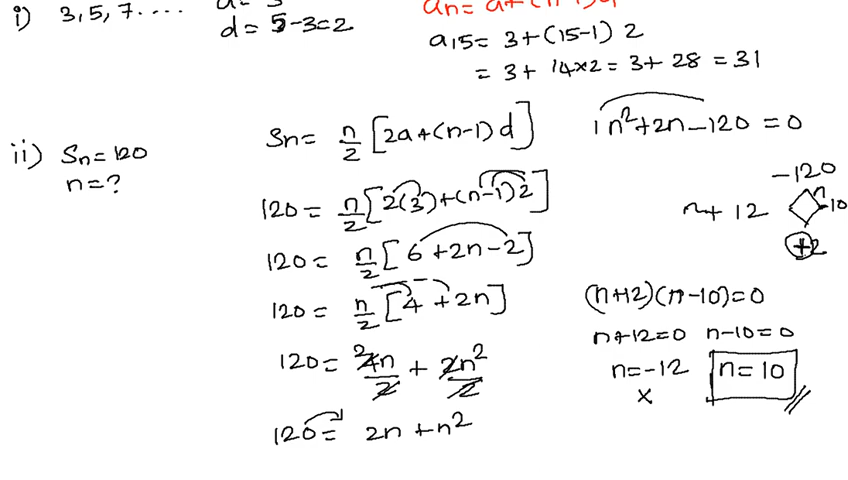 i) 3, 5, 7 ....
d = 5-3=2
a15 = 3+(15-1) 2
= 3+ 14×2 = 3+ 28 = 31
ii) Sn=120
n=?
Sn= n/2 [2a+(n-1)d]
120 = n/2 [2(3)+(n-1)2]
120= n/2 [6+2n-2]
120= n/2 [4+2n]
120= 4n/2 + 2n²/2
2
120= 2n+n²
1n²+2n-120=0
-120
n+12
n-10
+2
(n+12)(n-10)=0
n+12=0 n-10=0
n=-12 n=10
x